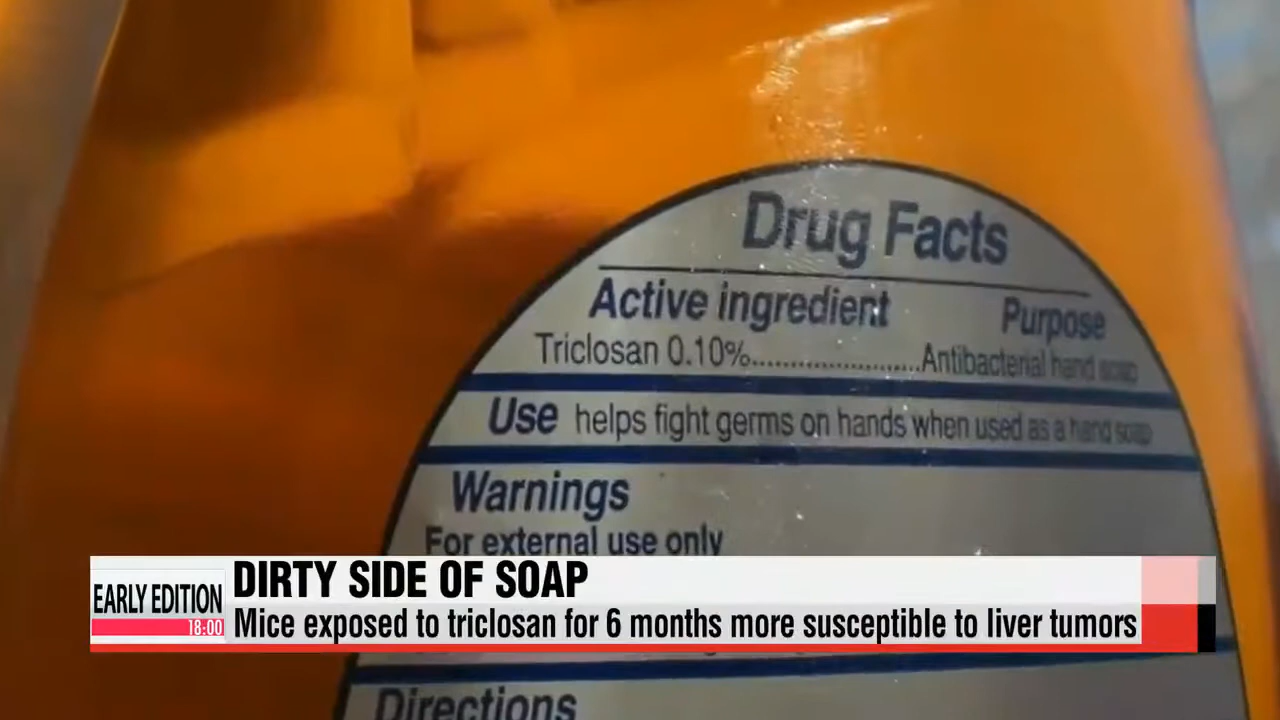 Drug Facts
Active ingredient Purpose
Triclosan 0.10%......................Antibacterial hand soap
Use helps fight germs on hands when used as a hand soap
Warnings
For external use only
EARLY EDITION
18:00
DIRTY SIDE OF SOAP
Mice exposed to triclosan for 6 months more susceptible to liver tumors
Directions